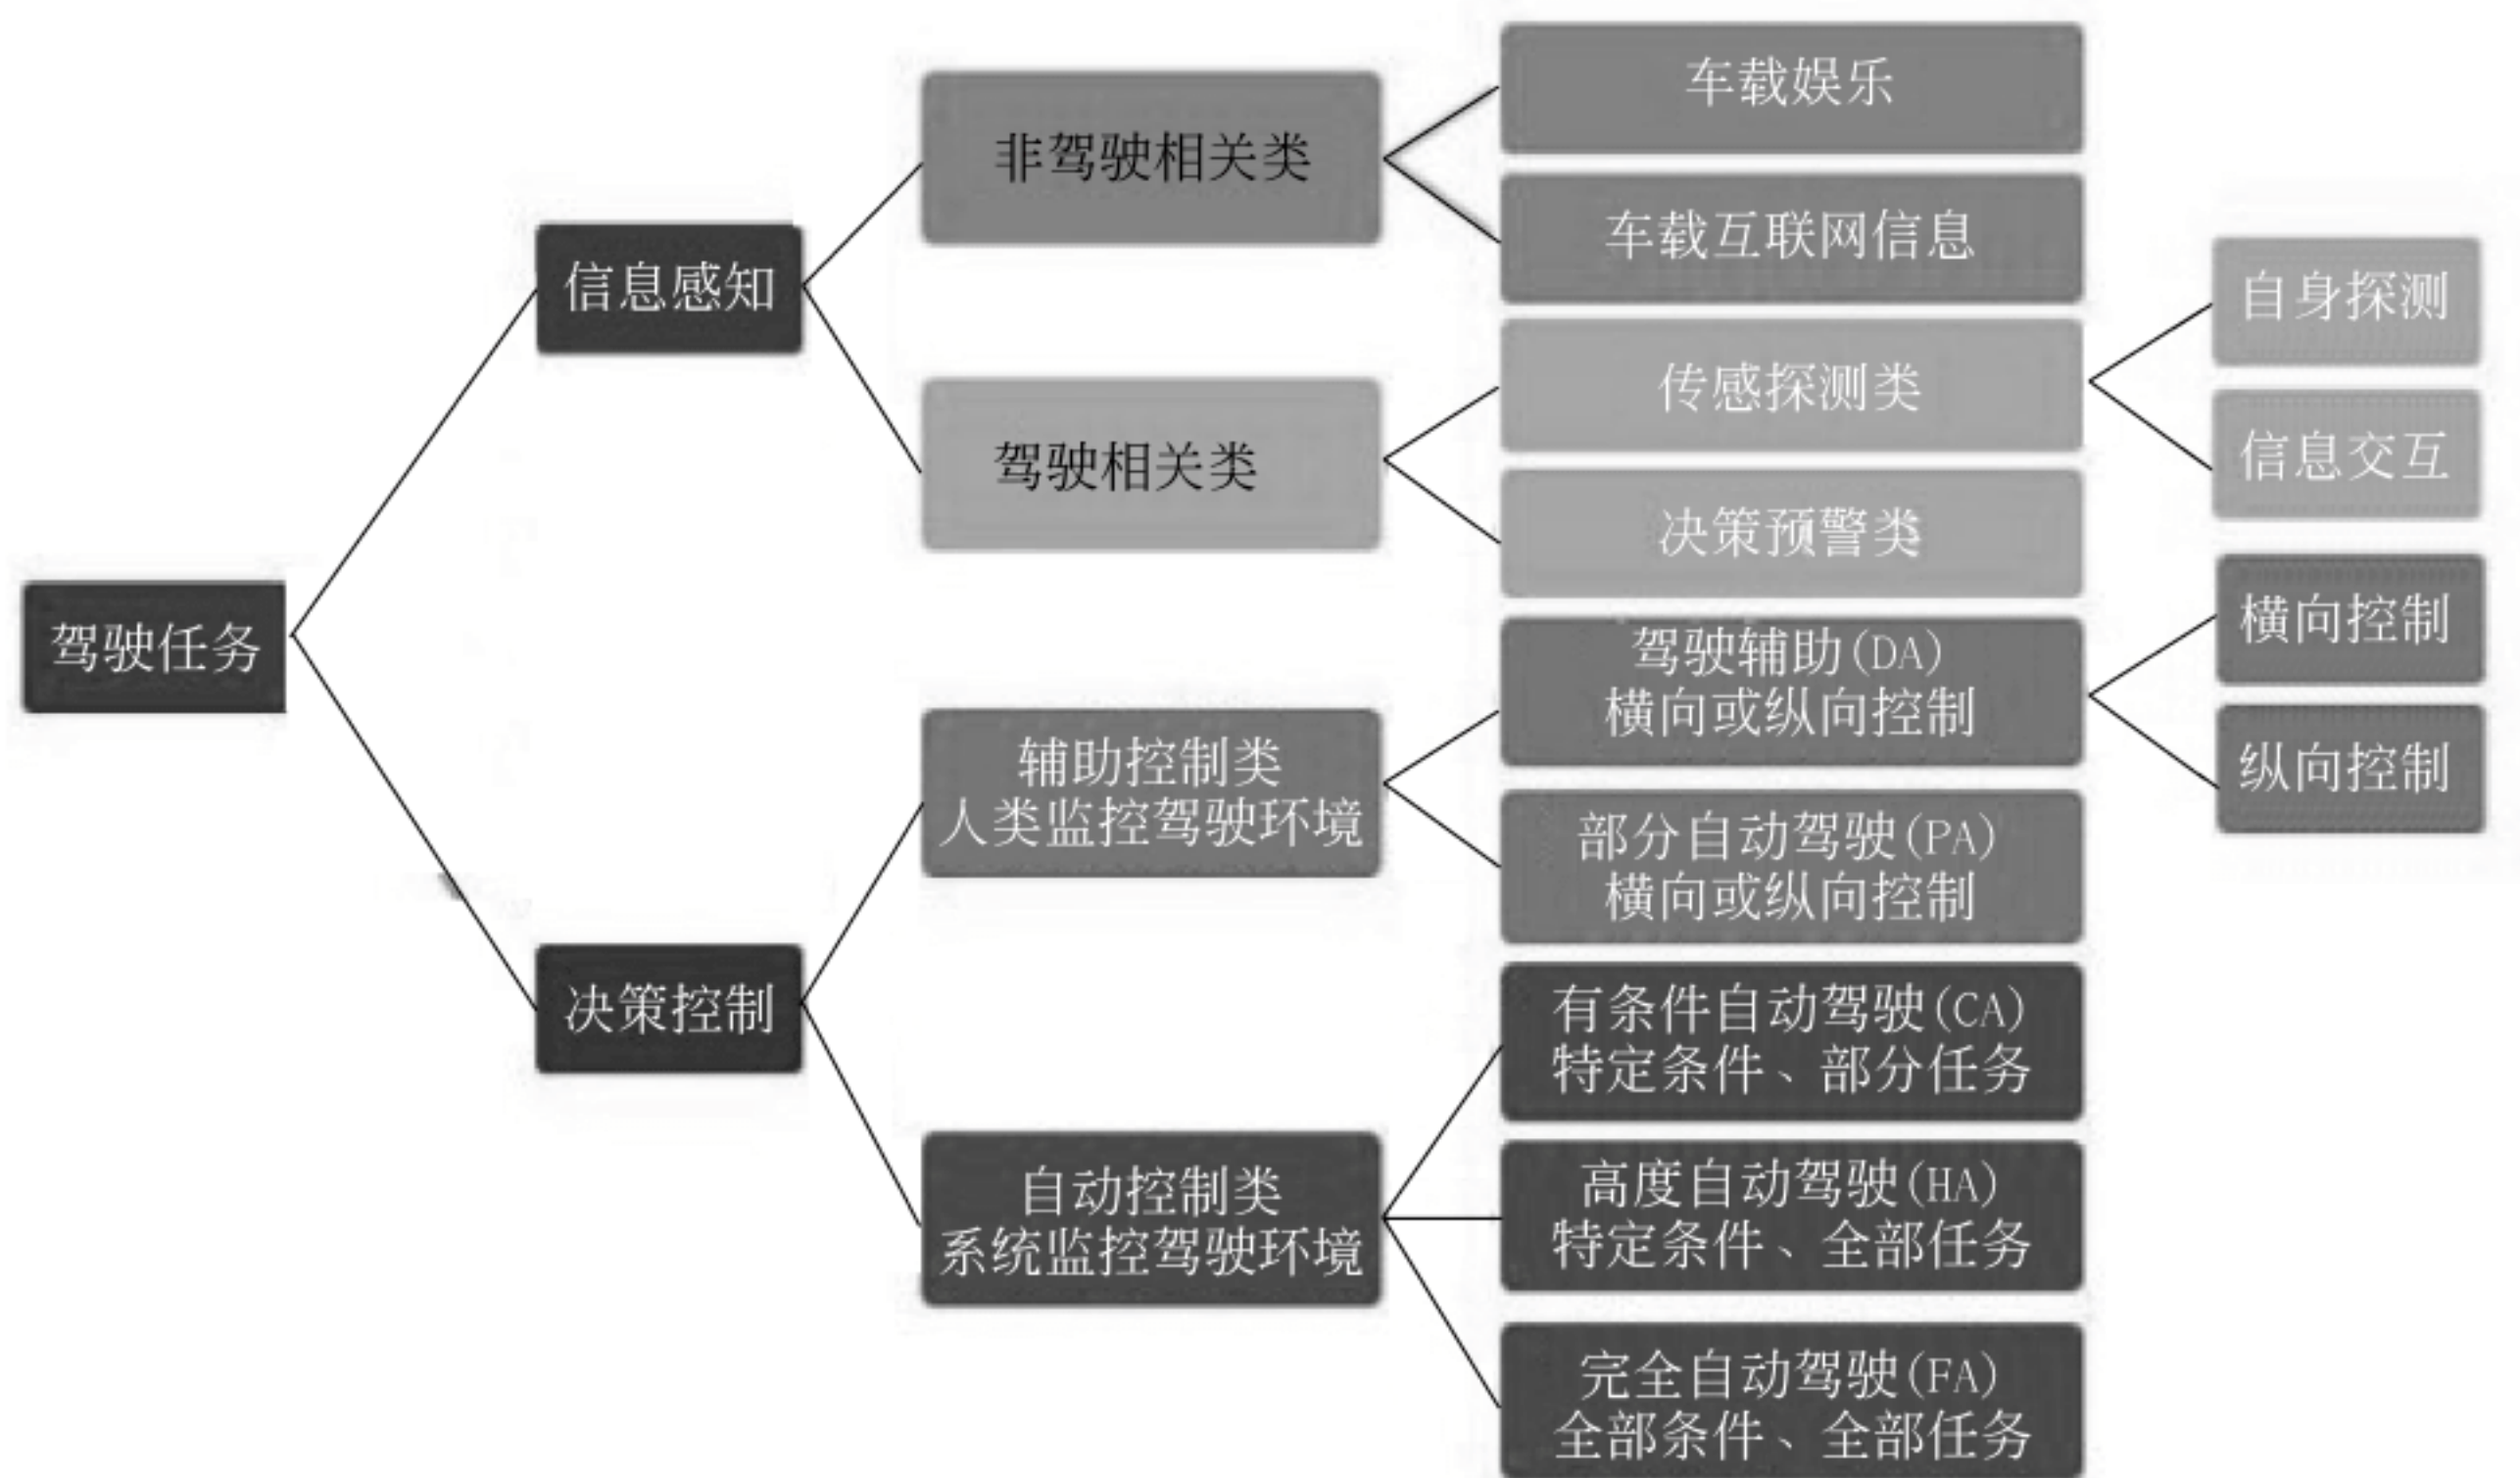 车载娱乐
非驾驶相关类
车载互联网信息
信息感知
自身探测
传感探测类
驾驶相关类
信息交互
决策预警类
驾驶任务
驾驶辅助(DA)
横向或纵向控制
横向控制
辅助控制类
人类监控驾驶环境
纵向控制
部分自动驾驶(PA)
横向或纵向控制
决策控制
有条件自动驾驶(CA)
特定条件、部分任务
自动控制类
系统监控驾驶环境
高度自动驾驶(HA)
特定条件、全部任务
完全自动驾驶(FA)
全部条件、全部任务